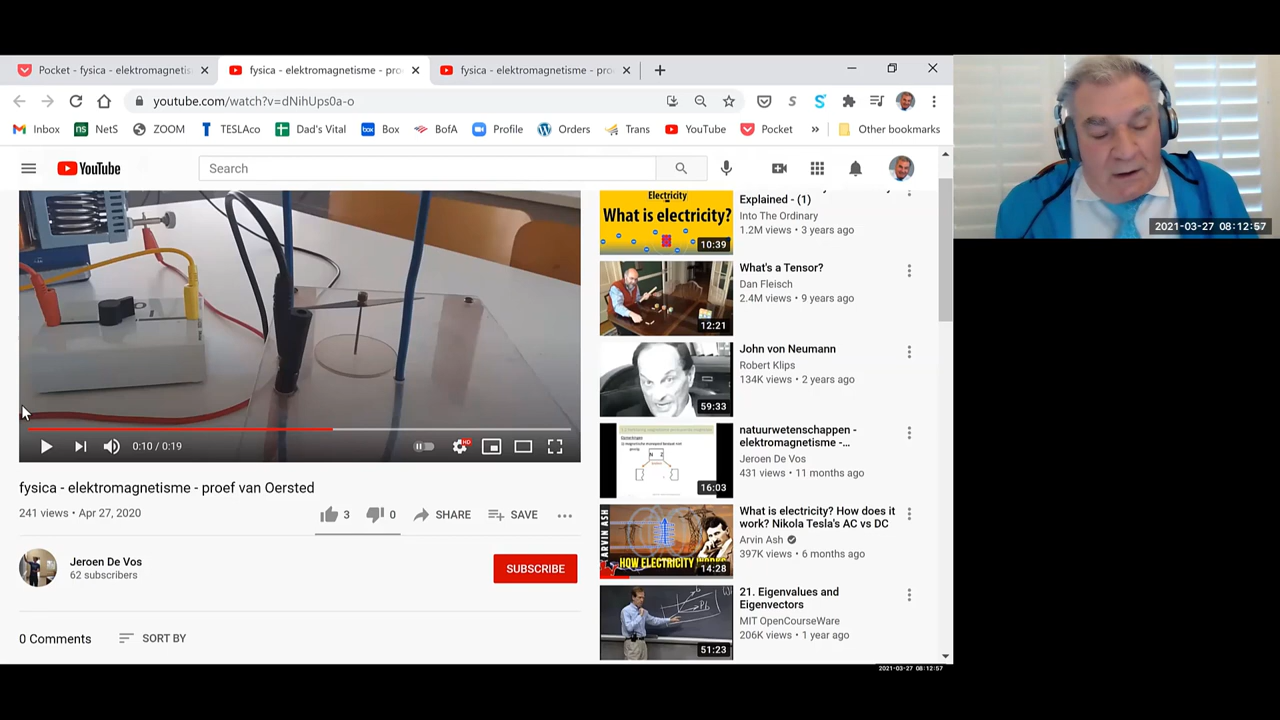 Pocket - fysica - elektromagnetis
fysica - elektromagnetisme - pro
fysica - elektromagnetisme - pro
youtube.com/watch?v=dNihUps0a-o
Inbox
ns NetS
ZOOM
TESLAco
Dad's Vital
box Box
BofA
Profile
Orders
Trans
YouTube
Pocket
Other bookmarks
YouTube
Search
Electricity
What is electricity?
10:39
Explained - (1)
Into The Ordinary
1.2M views • 3 years ago
12:21
What's a Tensor?
Dan Fleisch
2.4M views • 9 years ago
59:33
John von Neumann
Robert Klips
134K views • 2 years ago
N Z
16:03
natuurwetenschappen -
elektromagnetisme -...
Jeroen De Vos
431 views • 11 months ago
ARVIN ASH
HOW ELECTRICITY
14:28
What is electricity? How does it
work? Nikola Tesla's AC vs DC
Arvin Ash
397K views • 6 months ago
51:23
21. Eigenvalues and
Eigenvectors
MIT OpenCourseWare
206K views • 1 year ago
0:10 / 0:19
HD
fysica - elektromagnetisme - proef van Oersted
241 views • Apr 27, 2020
3
0
SHARE
SAVE
Jeroen De Vos
62 subscribers
SUBSCRIBE
0 Comments
SORT BY
2021-03-27 08:12:57
2021-03-27 08:12:57